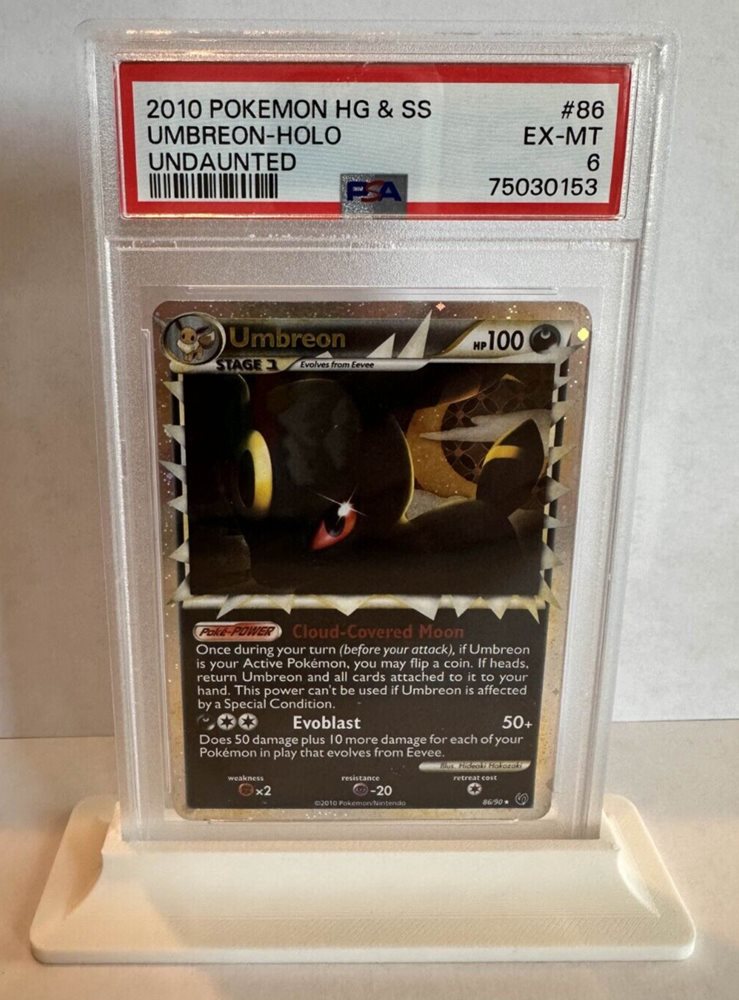 2010 POKEMON HG & SS #86
UMBREON-HOLO EX-MT
UNDAUNTED 6
PSA 75030153
Umbreon HP 100
STAGE 1 Evolves from Eevee
Poké-POWER Cloud-Covered Moon
Once during your turn (before your attack), if Umbreon
is your Active Pokémon, you may flip a coin. If heads,
return Umbreon and all cards attached to it to your
hand. This power can't be used if Umbreon is affected
by a Special Condition.
Evoblast 50+
Does 50 damage plus 10 more damage for each of your
Pokémon in play that evolves from Eevee.
Illus. Hideaki Hakozaki
weakness resistance retreat cost
x2 -20
©2010 Pokémon/Nintendo 86/90 ★